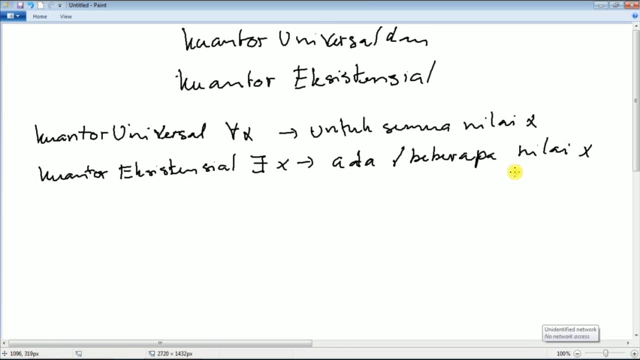 Untitled - Paint
Home View
Kuantor Universal dan
Kuantor Eksistensial
Kuantor Universal ∀x → untuk semua nilai x
Kuantor Eksistensial ∃ x → ada / beberapa nilai x
Unidentified network
No network access
1096, 319px 2720 × 1432px 100%